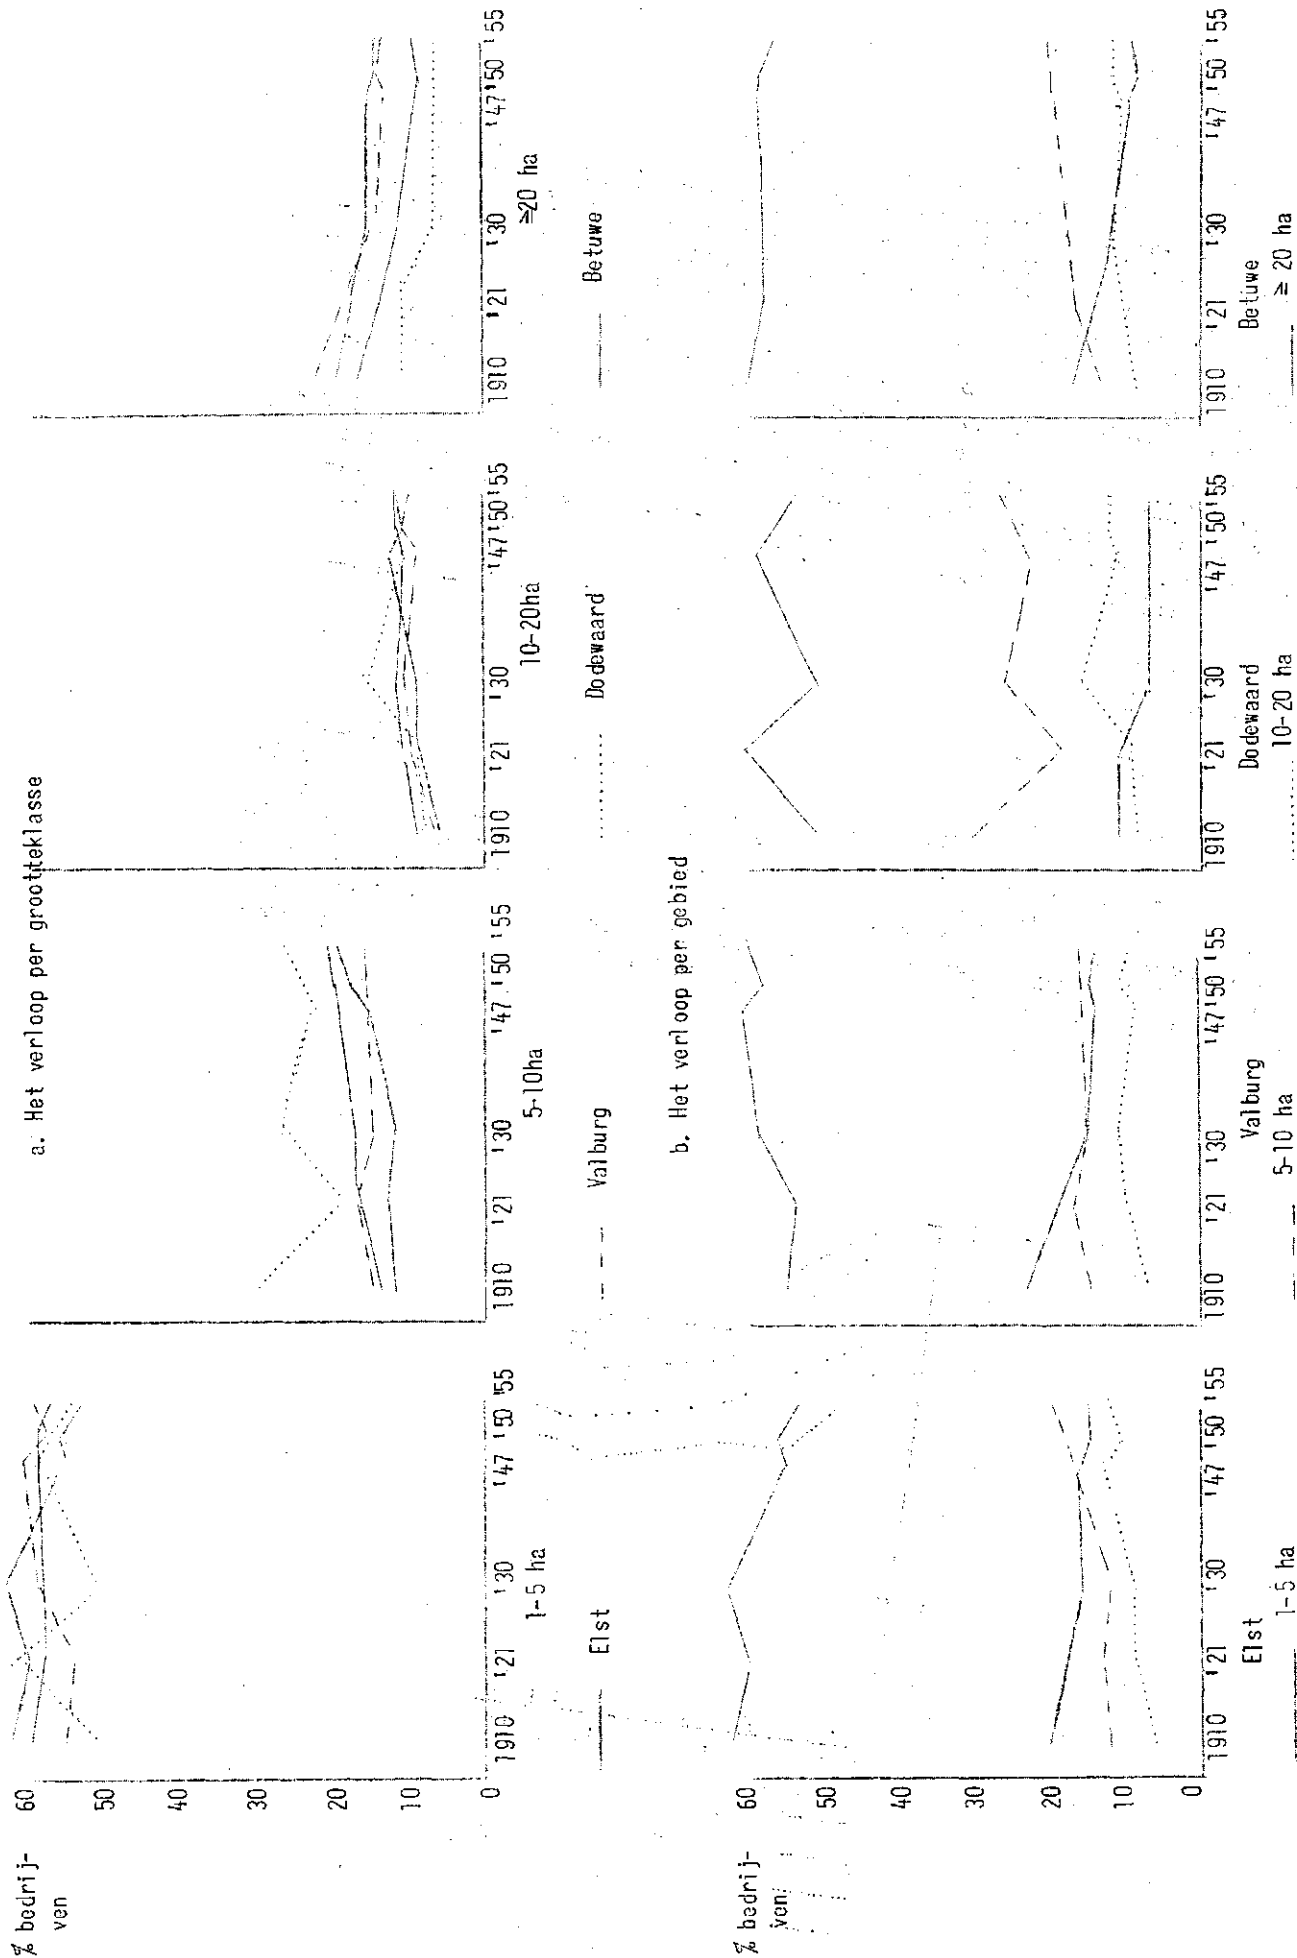 a. Het verloop per grootteklasse
% bedrij-
ven
60
50
40
30
20
10
0
1910 '21 '30 '47 '50 '55
1-5 ha
1910 '21 '30 '47 '50 '55
5-10ha
1910 '21 '30 '47 '50 '55
10-20ha
1910 '21 '30 '47 '50 '55
≥20 ha
Elst
Valburg
Dodewaard
Betuwe
b. Het verloop per gebied
% bedrij-
ven
60
50
40
30
20
10
0
1910 '21 '30 '47 '50 '55
Elst
1910 '21 '30 '47 '50 '55
Valburg
1910 '21 '30 '47 '50 '55
Dodewaard
1910 '21 '30 '47 '50 '55
Betuwe
1-5 ha
5-10 ha
10-20 ha
≥ 20 ha